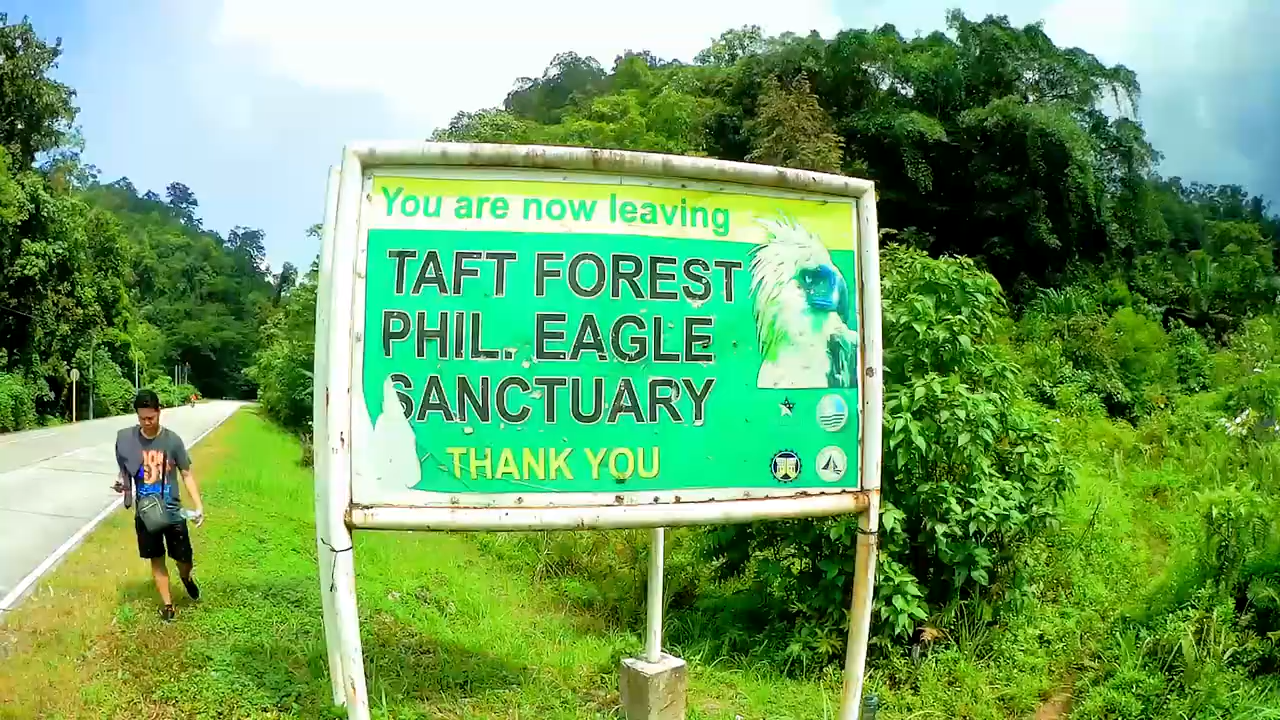 You are now leaving
TAFT FOREST
PHIL. EAGLE
SANCTUARY
THANK YOU